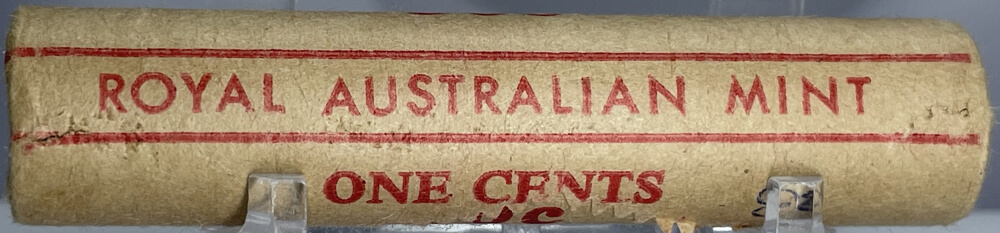 ROYAL AUSTRALIAN MINT
ONE CENTS